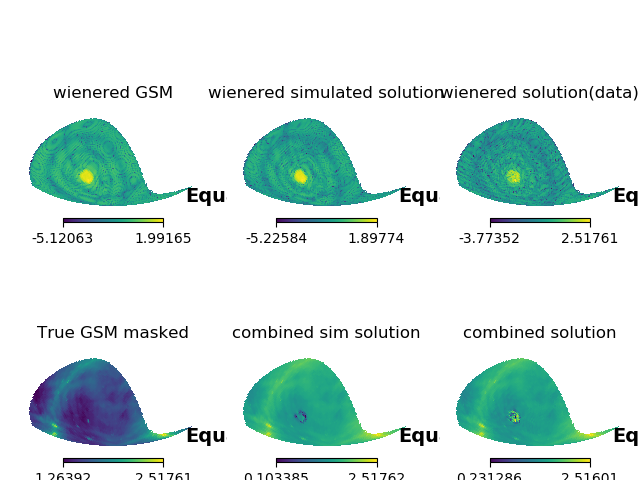 wienered GSM
wienered simulated solution
wienered solution(data)
Equ
Equ
Eq
-5.12063 1.99165
-5.22584 1.89774
-3.77352 2.51761
True GSM masked
combined sim solution
combined solution
Equ
Equ
Eq
1.26392 2.51761
0.103385 2.51762
0.231286 2.51601